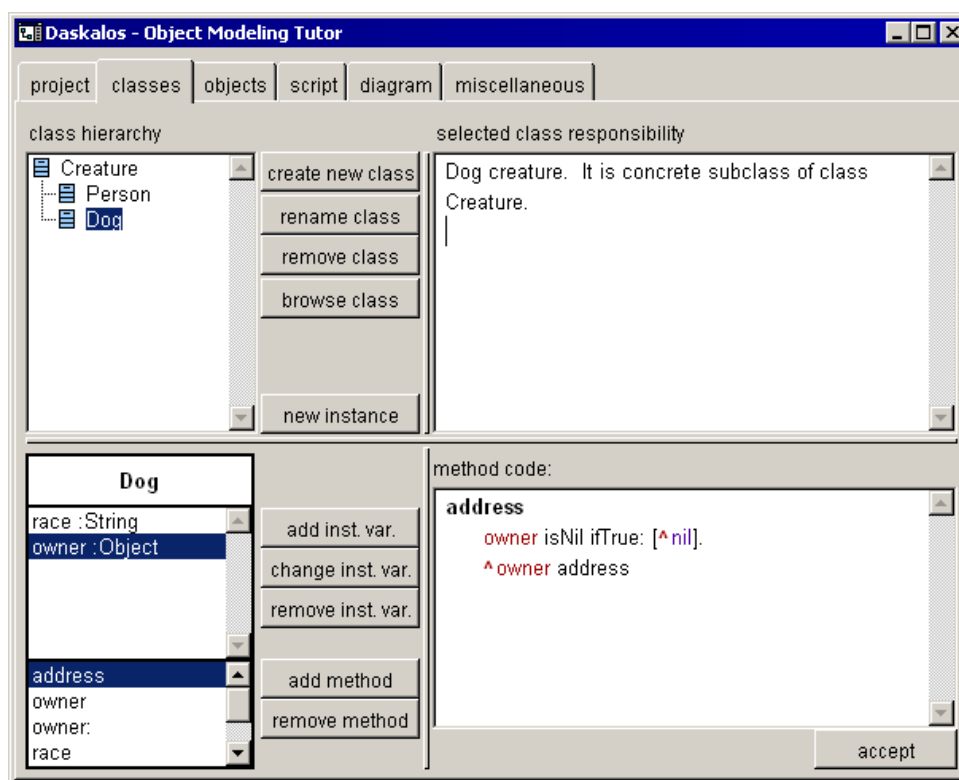 Daskalos - Object Modeling Tutor
project classes objects script diagram miscellaneous
class hierarchy
Creature
Person
Dog
create new class
rename class
remove class
browse class
new instance
selected class responsibility
Dog creature. It is concrete subclass of class
Creature.
Dog
race :String
owner :Object
address
owner
owner:
race
add inst. var.
change inst. var.
remove inst. var.
add method
remove method
method code:
address
owner isNil ifTrue: [^nil].
^owner address
accept